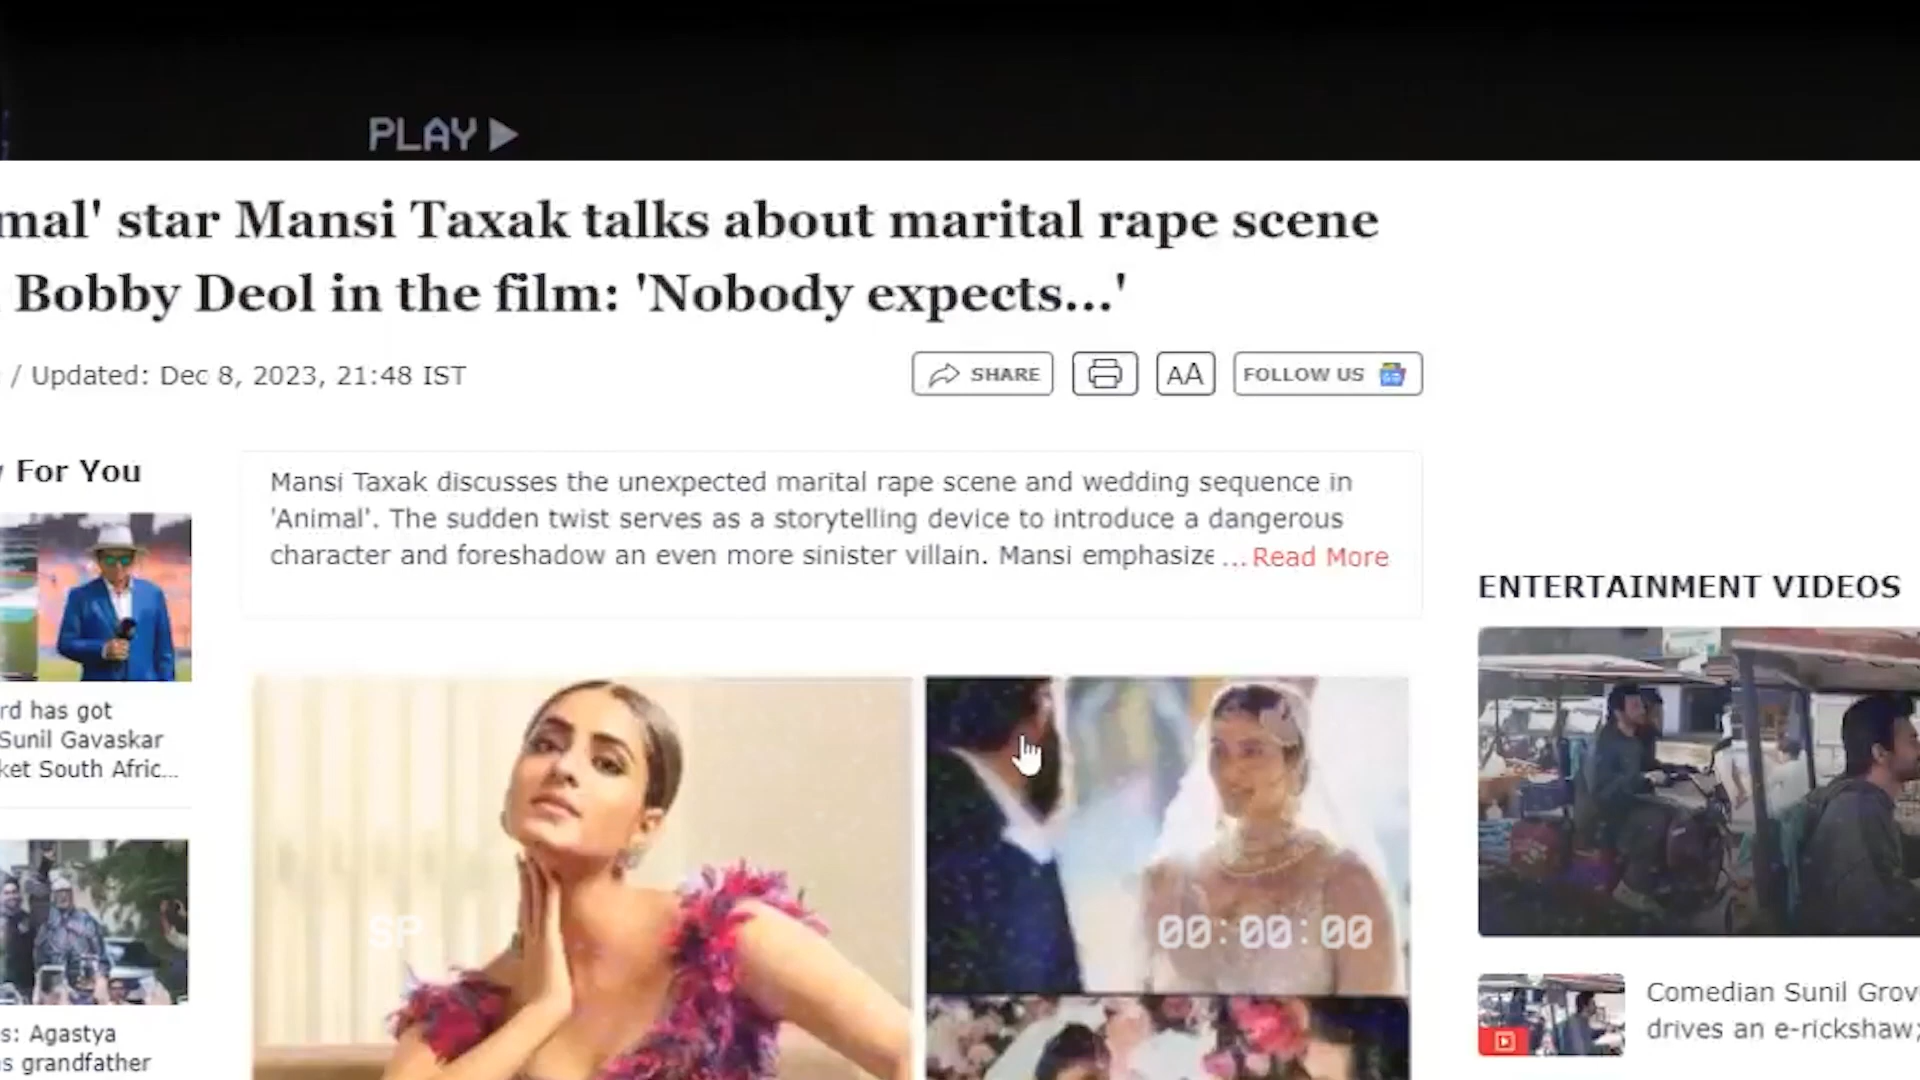 PLAY
mal' star Mansi Taxak talks about marital rape scene
Bobby Deol in the film: 'Nobody expects...'
/ Updated: Dec 8, 2023, 21:48 IST
SHARE
AA
FOLLOW US
For You
Mansi Taxak discusses the unexpected marital rape scene and wedding sequence in
'Animal'. The sudden twist serves as a storytelling device to introduce a dangerous
character and foreshadow an even more sinister villain. Mansi emphasize ... Read More
rd has got
Sunil Gavaskar
ket South Afric...
s: Agastya
s grandfather
SP
00:00:00
ENTERTAINMENT VIDEOS
Comedian Sunil Grov
drives an e-rickshaw;